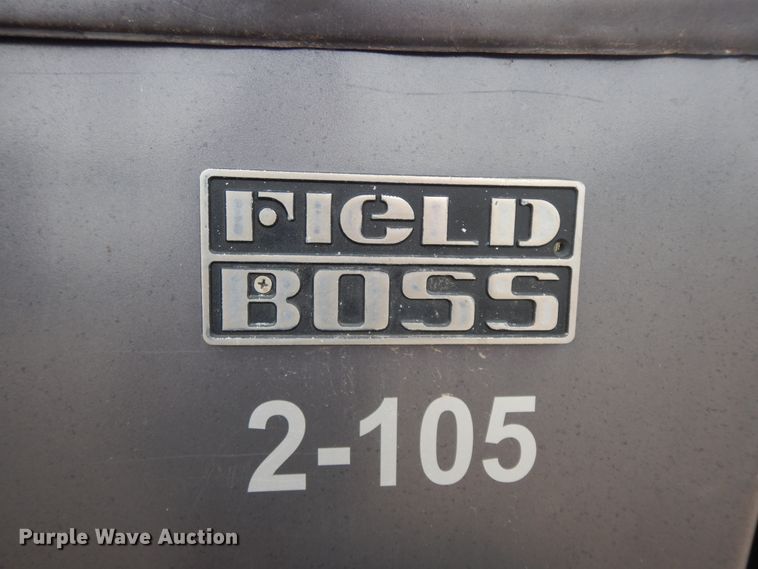 FIeLD
BOSS
2-105
Purple Wave Auction